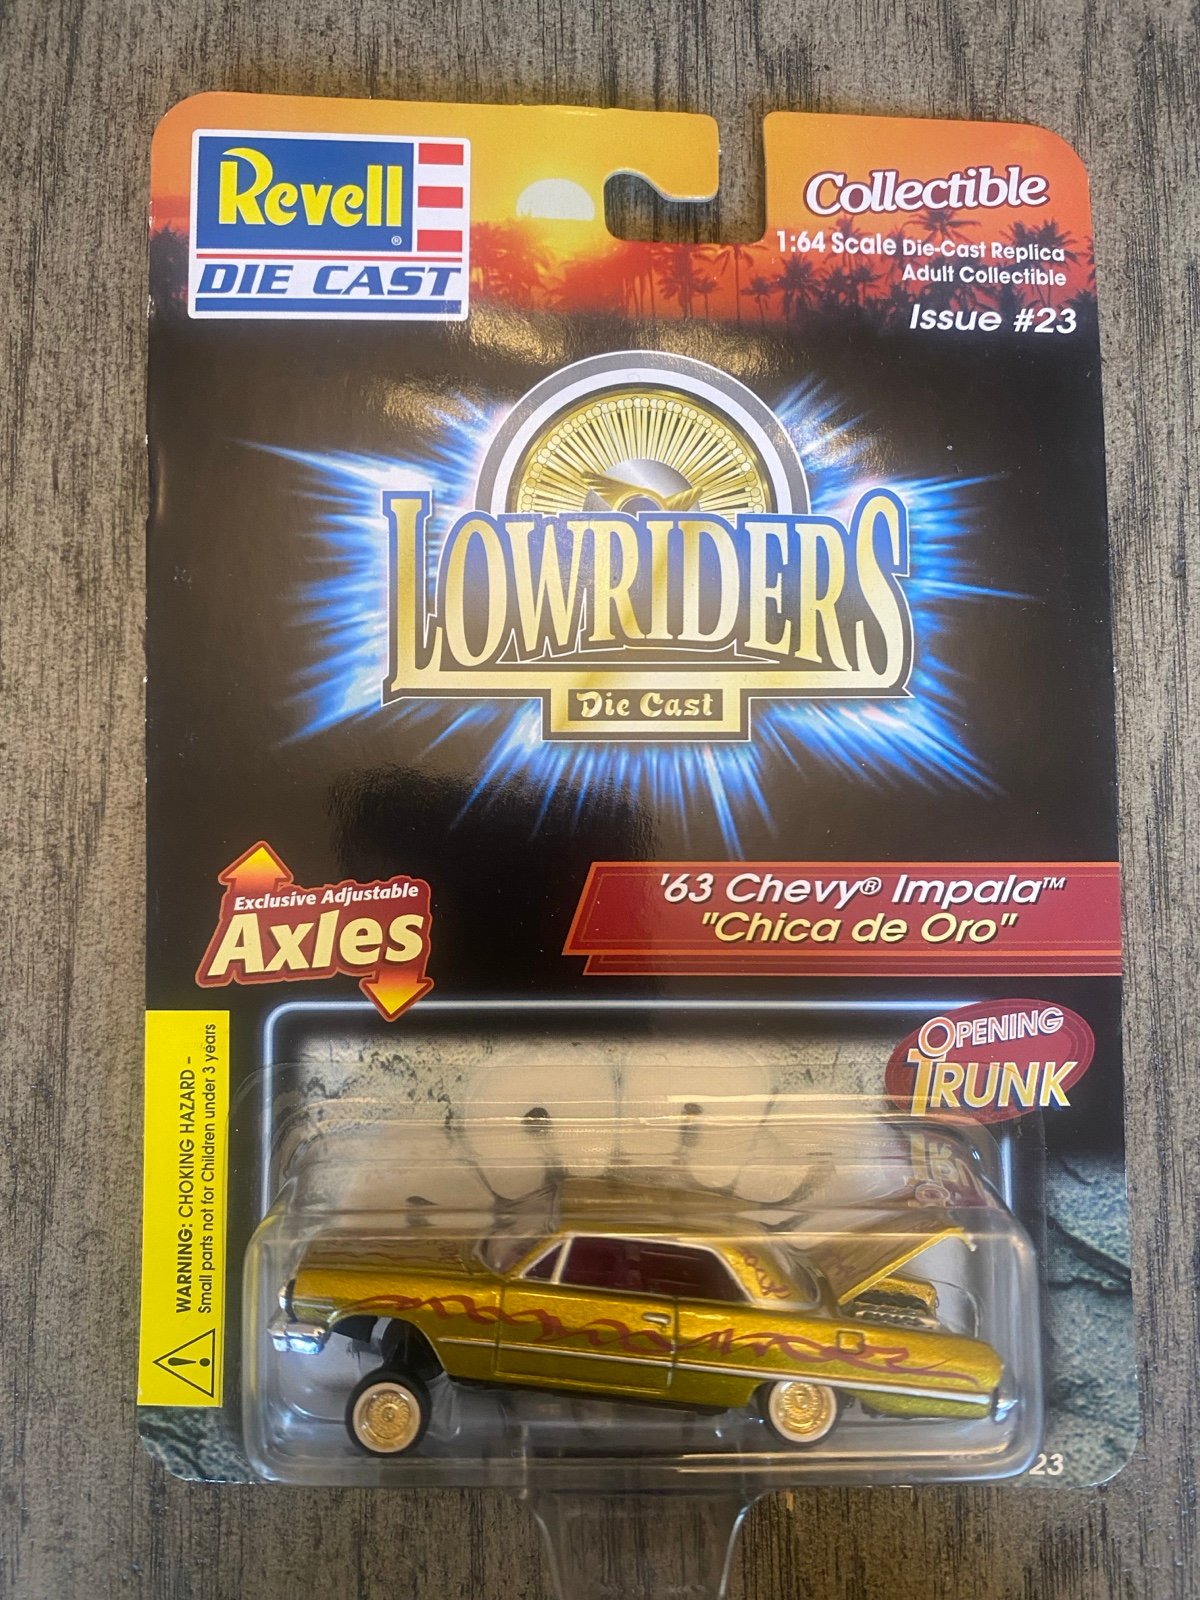 Revell®
DIE CAST
Collectible
1:64 Scale Die-Cast Replica
Adult Collectible
Issue #23
LOWRIDERS
Die Cast
Exclusive Adjustable
Axles
'63 Chevy® Impala™
"Chica de Oro"
OPENING
TRUNK
WARNING: CHOKING HAZARD -
Small parts not for Children under 3 years
23